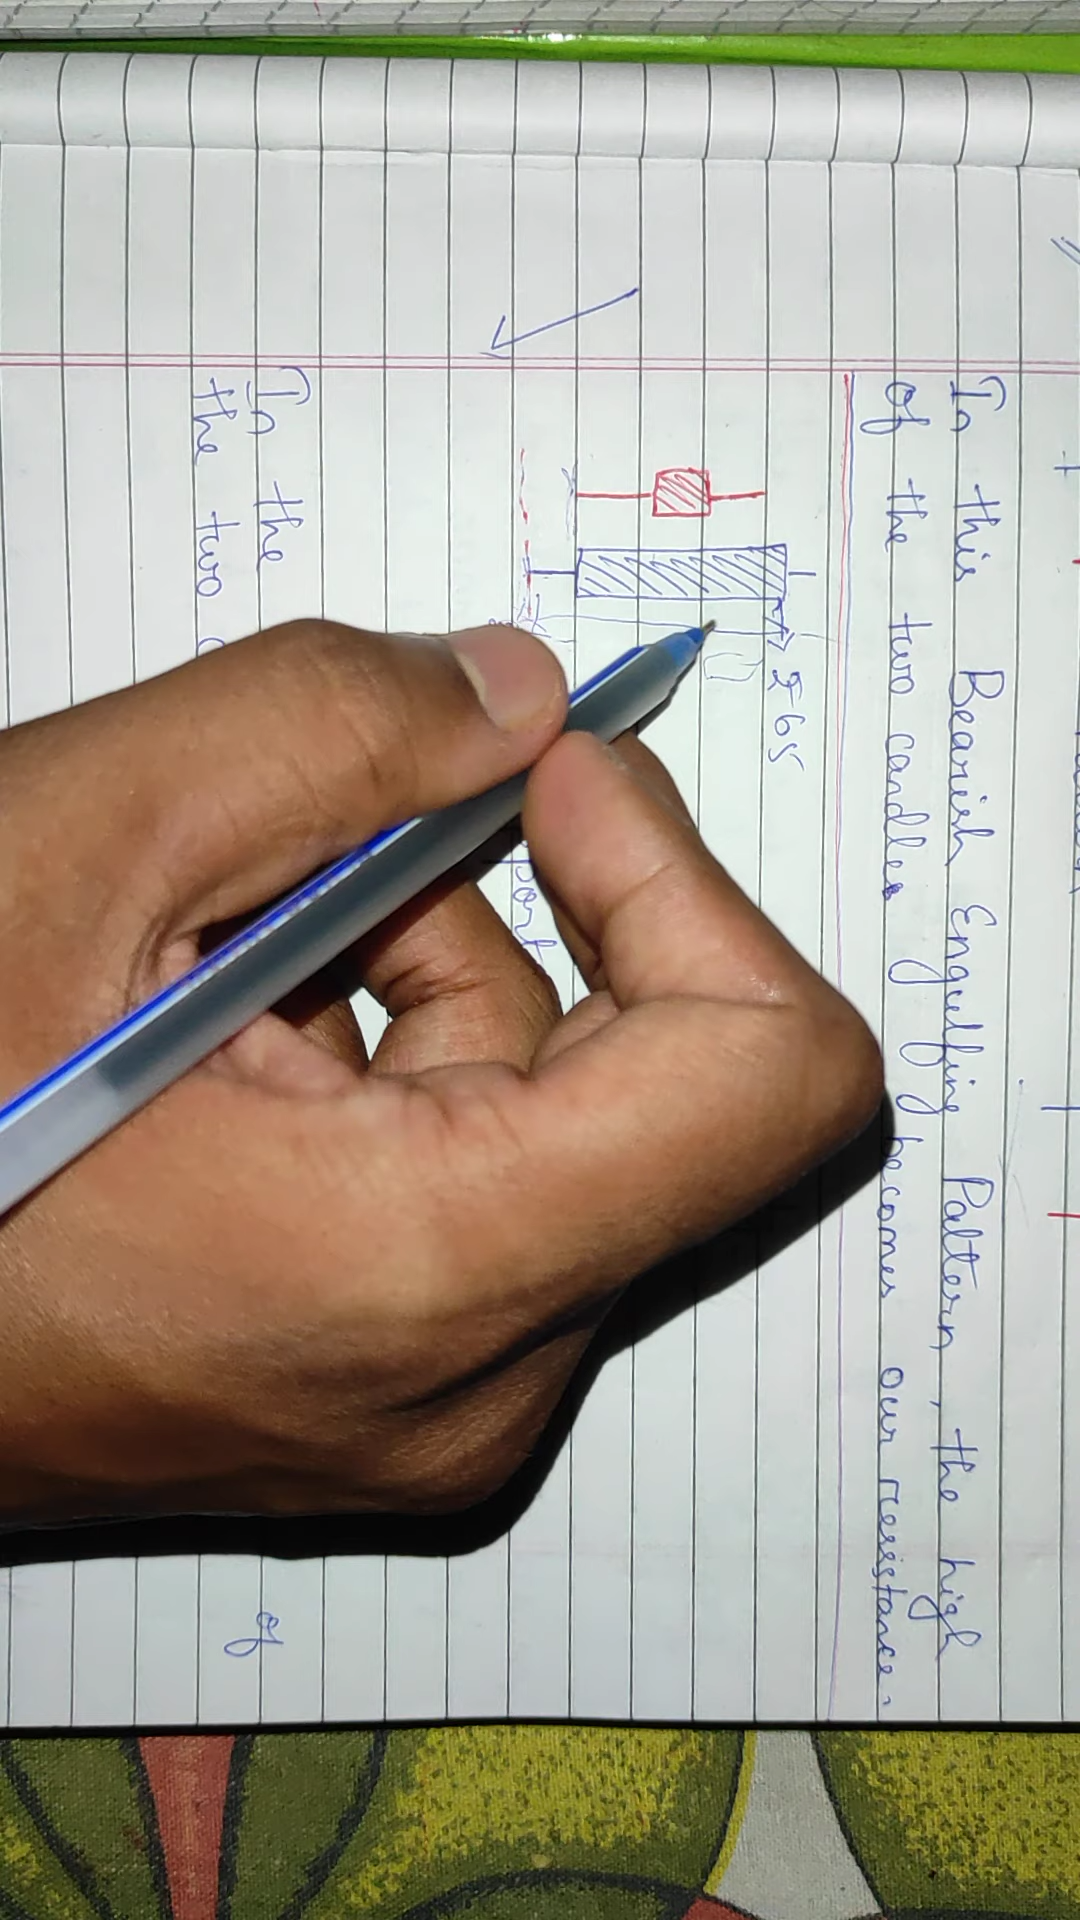 In this Bearish Engulfing Pattern, the high
of the two candles becomes our resistance.
₹65
port
In the of
the two